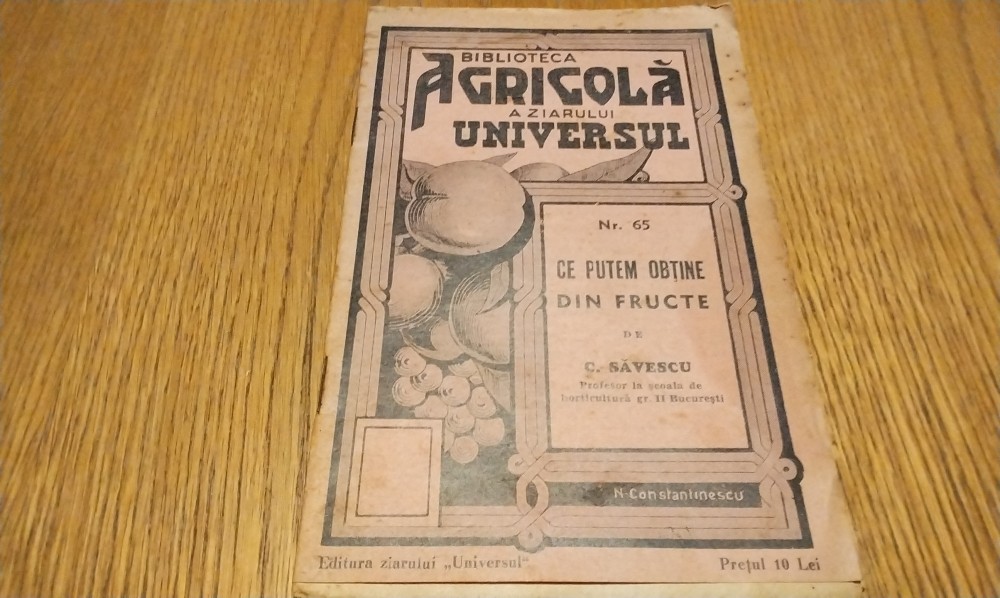 BIBLIOTECA
AGRICOLĂ
A ZIARULUI
UNIVERSUL
Nr. 65
CE PUTEM OBȚINE
DIN FRUCTE
DE
C. SĂVESCU
Profesor la școala de
horticultură gr. II București
N. Constantinescu
Editura ziarului „Universul"
Prețul 10 Lei